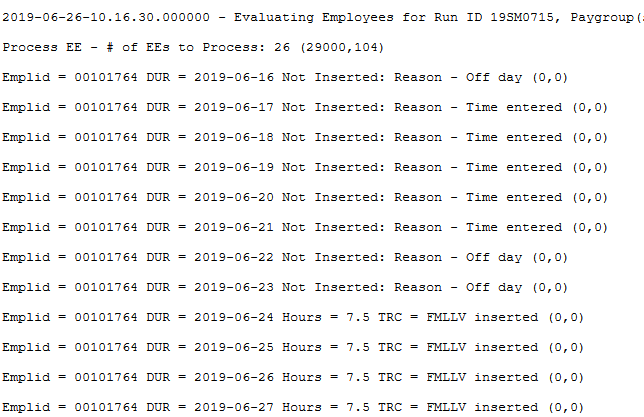 2019-06-26-10.16.30.000000 - Evaluating Employees for Run ID 19SM0715, Paygroup(
Process EE - # of EEs to Process: 26 (29000,104)
Emplid = 00101764 DUR = 2019-06-16 Not Inserted: Reason - Off day (0,0)
Emplid = 00101764 DUR = 2019-06-17 Not Inserted: Reason - Time entered (0,0)
Emplid = 00101764 DUR = 2019-06-18 Not Inserted: Reason - Time entered (0,0)
Emplid = 00101764 DUR = 2019-06-19 Not Inserted: Reason - Time entered (0,0)
Emplid = 00101764 DUR = 2019-06-20 Not Inserted: Reason - Time entered (0,0)
Emplid = 00101764 DUR = 2019-06-21 Not Inserted: Reason - Time entered (0,0)
Emplid = 00101764 DUR = 2019-06-22 Not Inserted: Reason - Off day (0,0)
Emplid = 00101764 DUR = 2019-06-23 Not Inserted: Reason - Off day (0,0)
Emplid = 00101764 DUR = 2019-06-24 Hours = 7.5 TRC = FMLLV inserted (0,0)
Emplid = 00101764 DUR = 2019-06-25 Hours = 7.5 TRC = FMLLV inserted (0,0)
Emplid = 00101764 DUR = 2019-06-26 Hours = 7.5 TRC = FMLLV inserted (0,0)
Emplid = 00101764 DUR = 2019-06-27 Hours = 7.5 TRC = FMLLV inserted (0,0)